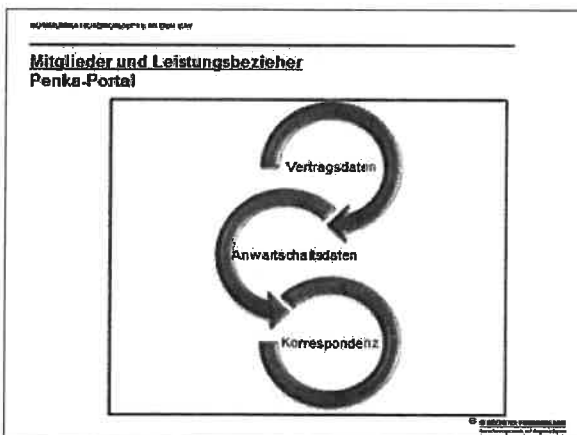 Mitglieder und Leistungsbezieher
Penka-Portal
Vertragsdaten
Anwartschaftsdaten
Korrespondenz